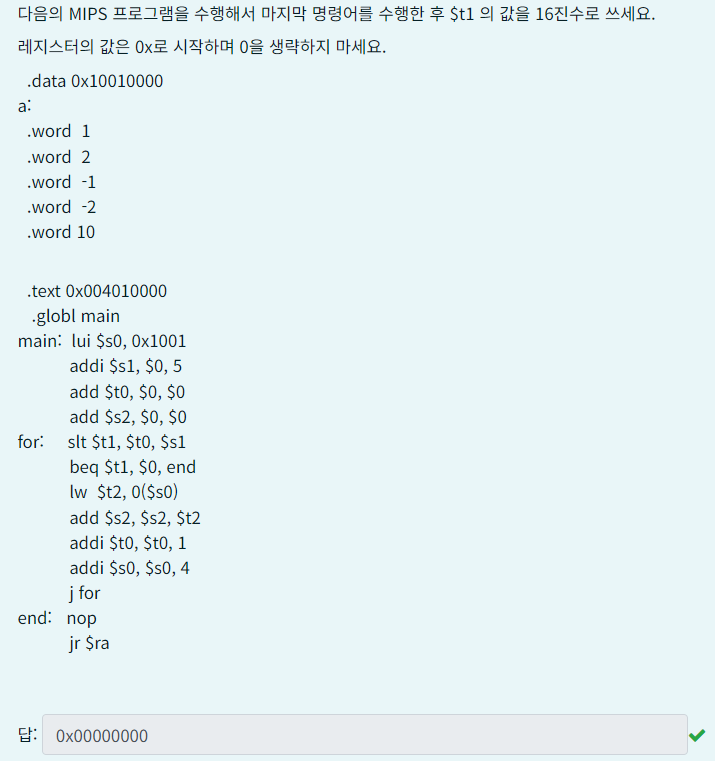 다음의 MIPS 프로그램을 수행해서 마지막 명령어를 수행한 후 $t1 의 값을 16진수로 쓰세요.
레지스터의 값은 0x로 시작하며 0을 생략하지 마세요.
.data 0x10010000
a:
.word 1
.word 2
.word -1
.word -2
.word 10
.text 0x004010000
.globl main
main: lui $s0, 0x1001
addi $s1, $0, 5
add $t0, $0, $0
add $s2, $0, $0
for: slt $t1, $t0, $s1
beq $t1, $0, end
lw $t2, 0($s0)
add $s2, $s2, $t2
addi $t0, $t0, 1
addi $s0, $s0, 4
j for
end: nop
jr $ra
답: 0x00000000